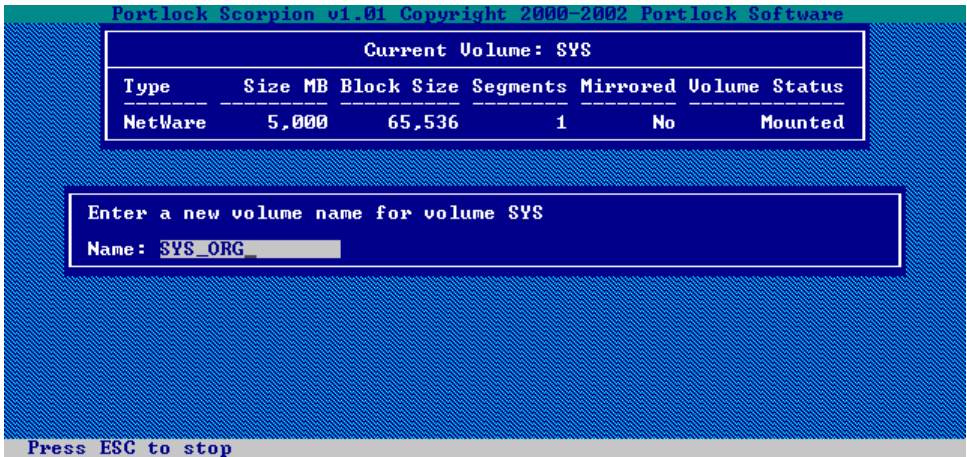 Portlock Scorpion v1.01 Copyright 2000-2002 Portlock Software
Current Volume: SYS
Type Size MB Block Size Segments Mirrored Volume Status
NetWare 5,000 65,536 1 No Mounted
Enter a new volume name for volume SYS
Name: SYS_ORG_
Press ESC to stop